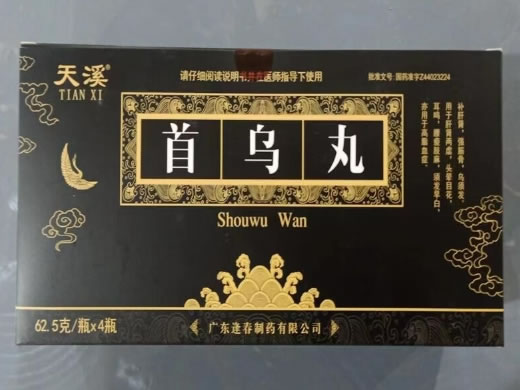 天溪®
TIAN XI
请仔细阅读说明书并在医师指导下使用
批准文号：国药准字Z44023224
首乌丸
Shouwu Wan
补肝肾，强筋骨，乌须发。
用于肝肾两虚，头晕目花，
耳鸣，腰痠肢麻，须发早白，
亦用于高脂血症。
62.5克/瓶x4瓶
广东逢春制药有限公司